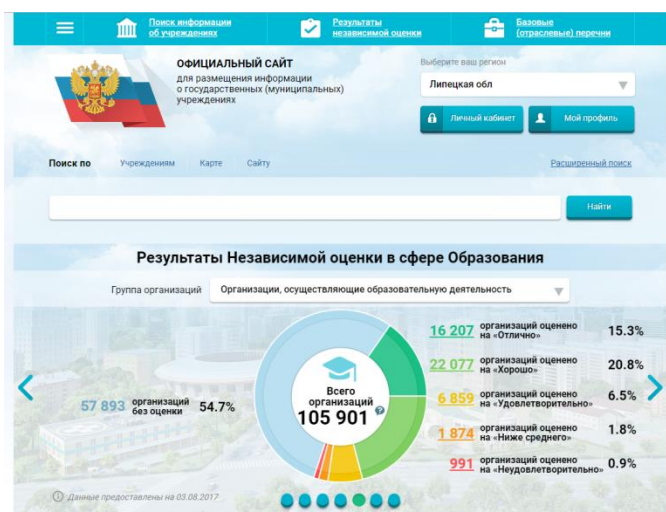 Поиск информации
об учреждениях
Результаты
независимой оценки
Базовые
(отраслевые) перечни
ОФИЦИАЛЬНЫЙ САЙТ
для размещения информации
о государственных (муниципальных)
учреждениях
Выберите ваш регион
Липецкая обл
Личный кабинет
Мой профиль
Поиск по
Учреждениям
Карте
Сайту
Расширенный поиск
Найти
Результаты Независимой оценки в сфере Образования
Группа организаций
Организации, осуществляющие образовательную деятельность
57 893 организаций без оценки 54.7%
Всего
организаций
105 901
16 207 организаций оценено на «Отлично» 15.3%
22 077 организаций оценено на «Хорошо» 20.8%
6 859 организаций оценено на «Удовлетворительно» 6.5%
1 874 организаций оценено на «Ниже среднего» 1.8%
991 организаций оценено на «Неудовлетворительно» 0.9%
Данные предоставлены на 03.08.2017